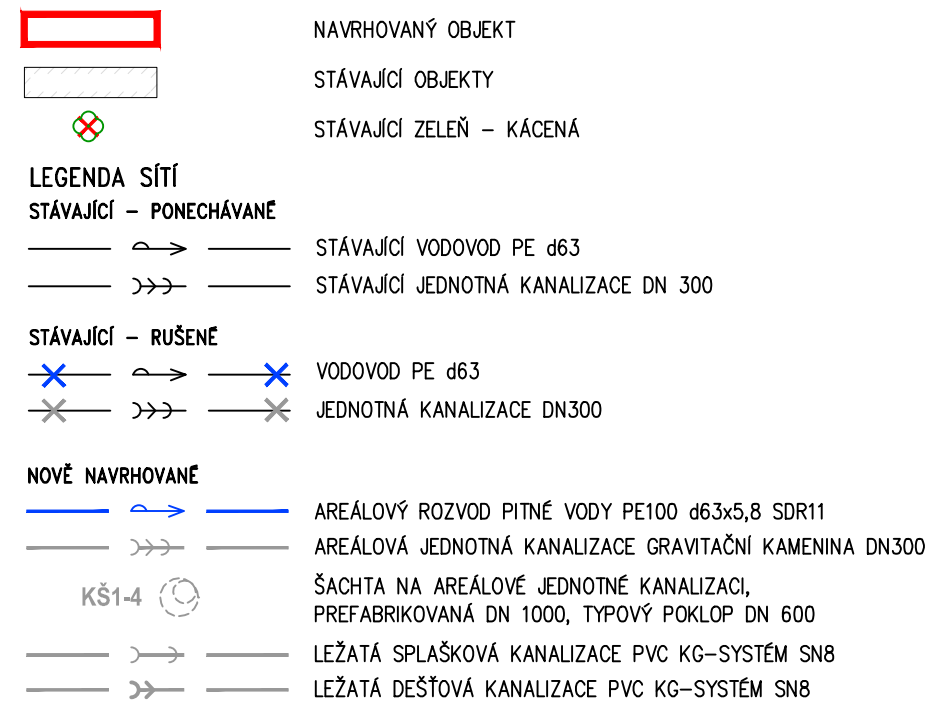 NAVRHOVANÝ OBJEKT
STÁVAJÍCÍ OBJEKTY
STÁVAJÍCÍ ZELEŇ – KÁCENÁ
LEGENDA SÍTÍ
STÁVAJÍCÍ – PONECHÁVANÉ
STÁVAJÍCÍ VODOVOD PE d63
STÁVAJÍCÍ JEDNOTNÁ KANALIZACE DN 300
STÁVAJÍCÍ – RUŠENÉ
VODOVOD PE d63
JEDNOTNÁ KANALIZACE DN300
NOVĚ NAVRHOVANÉ
AREÁLOVÝ ROZVOD PITNÉ VODY PE100 d63x5,8 SDR11
AREÁLOVÁ JEDNOTNÁ KANALIZACE GRAVITAČNÍ KAMENINA DN300
KŠ1-4
ŠACHTA NA AREÁLOVÉ JEDNOTNÉ KANALIZACI,
PREFABRIKOVANÁ DN 1000, TYPOVÝ POKLOP DN 600
LEŽATÁ SPLAŠKOVÁ KANALIZACE PVC KG–SYSTÉM SN8
LEŽATÁ DEŠŤOVÁ KANALIZACE PVC KG–SYSTÉM SN8